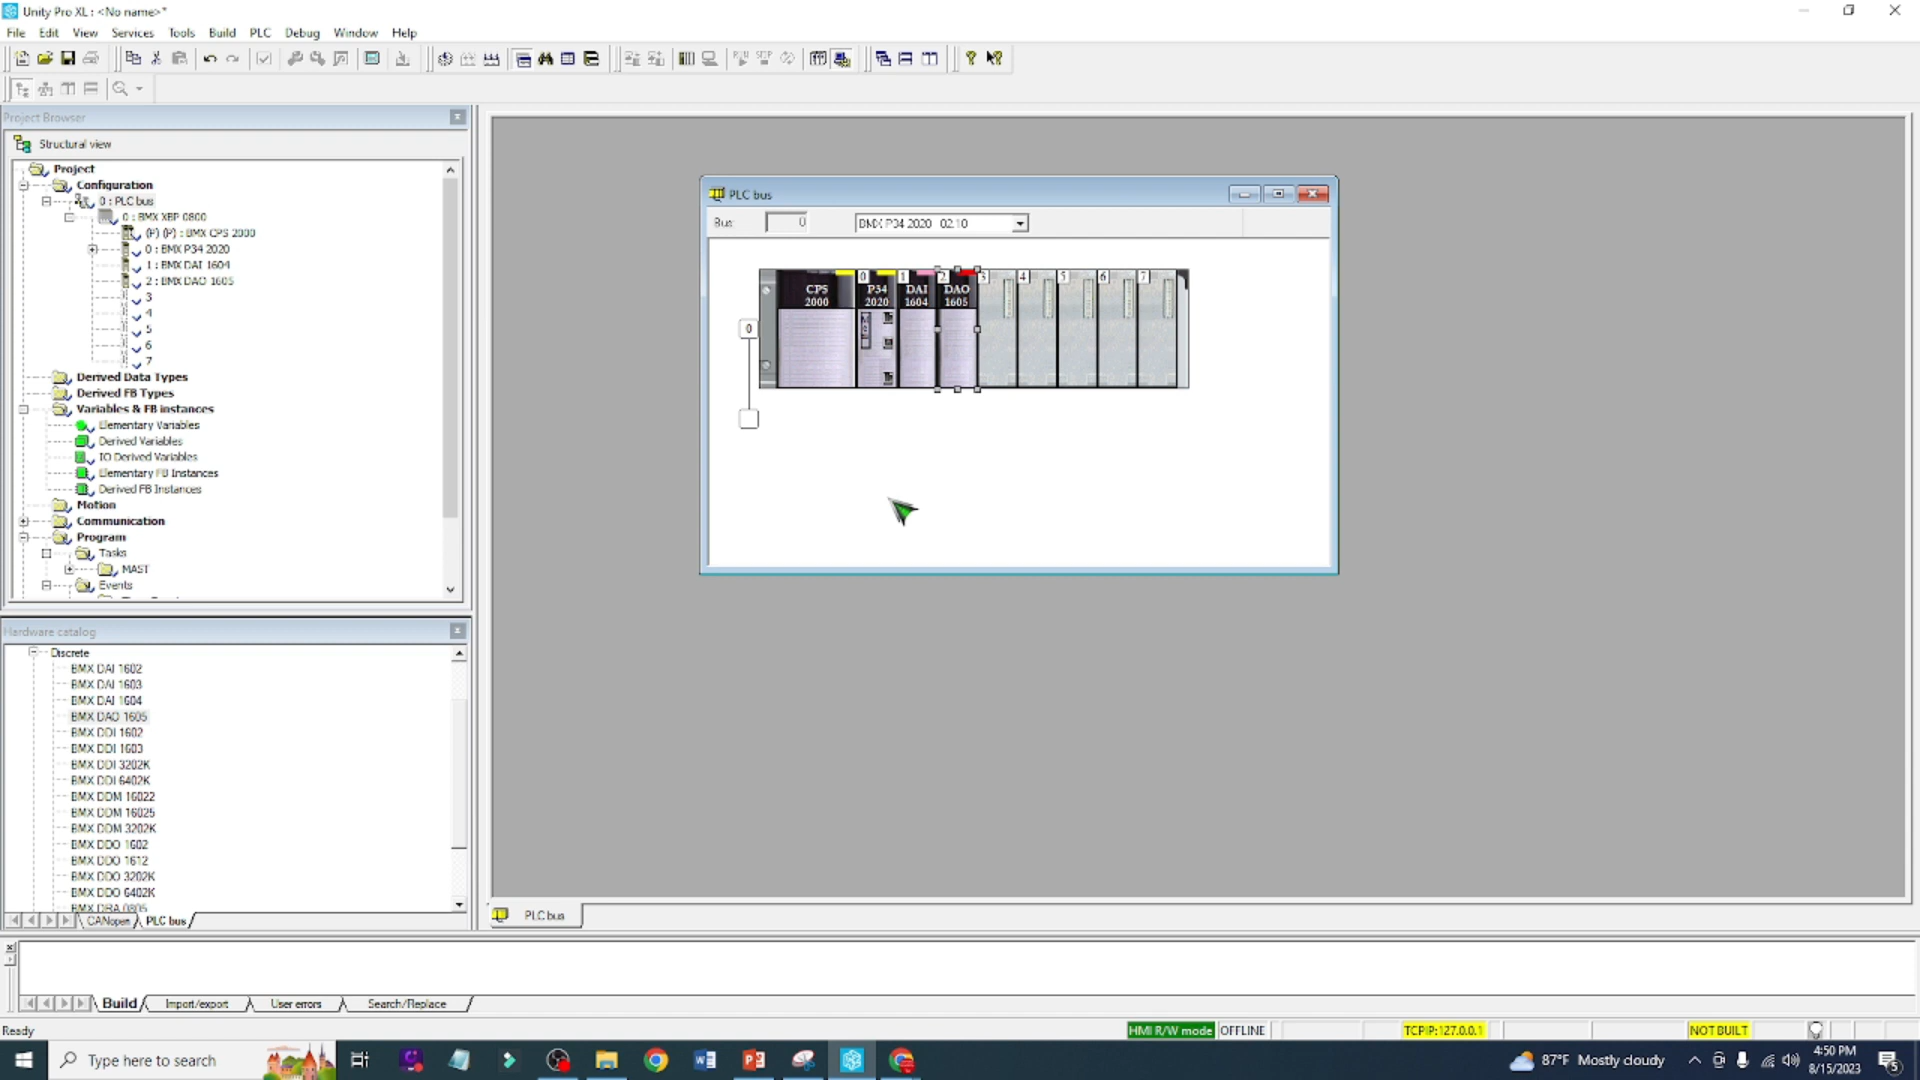 Unity Pro XL : <No name>*
File Edit View Services Tools Build PLC Debug Window Help
Project Browser
Structural view
Project
Configuration
0 : PLC bus
0 : BMX XBP 0800
(P) (P) : BMX CPS 2000
0 : BMX P34 2020
1 : BMX DAI 1604
2 : BMX DAO 1605
3
4
5
6
7
Derived Data Types
Derived FB Types
Variables & FB instances
Elementary Variables
Derived Variables
IO Derived Variables
Elementary FB Instances
Derived FB Instances
Motion
Communication
Program
Tasks
MAST
Events
Hardware catalog
Discrete
BMX DAI 1602
BMX DAI 1603
BMX DAI 1604
BMX DAO 1605
BMX DDI 1602
BMX DDI 1603
BMX DDI 3202K
BMX DDI 6402K
BMX DDM 16022
BMX DDM 16025
BMX DDM 3202K
BMX DDO 1602
BMX DDO 1612
BMX DDO 3202K
BMX DDO 6402K
BMX DRA 0805
CANopen PLC bus
PLC bus
Bus: 0 BMX P34 2020 02.10
0 1 2 3 4 5 6 7
CPS P34 DAI DAO
2000 2020 1604 1605
0
PLC bus
Build Import/export User errors Search/Replace
Ready HMI R/W mode OFFLINE TCPIP:127.0.0.1 NOT BUILT
Type here to search 87°F Mostly cloudy 4:50 PM
8/15/2023 5